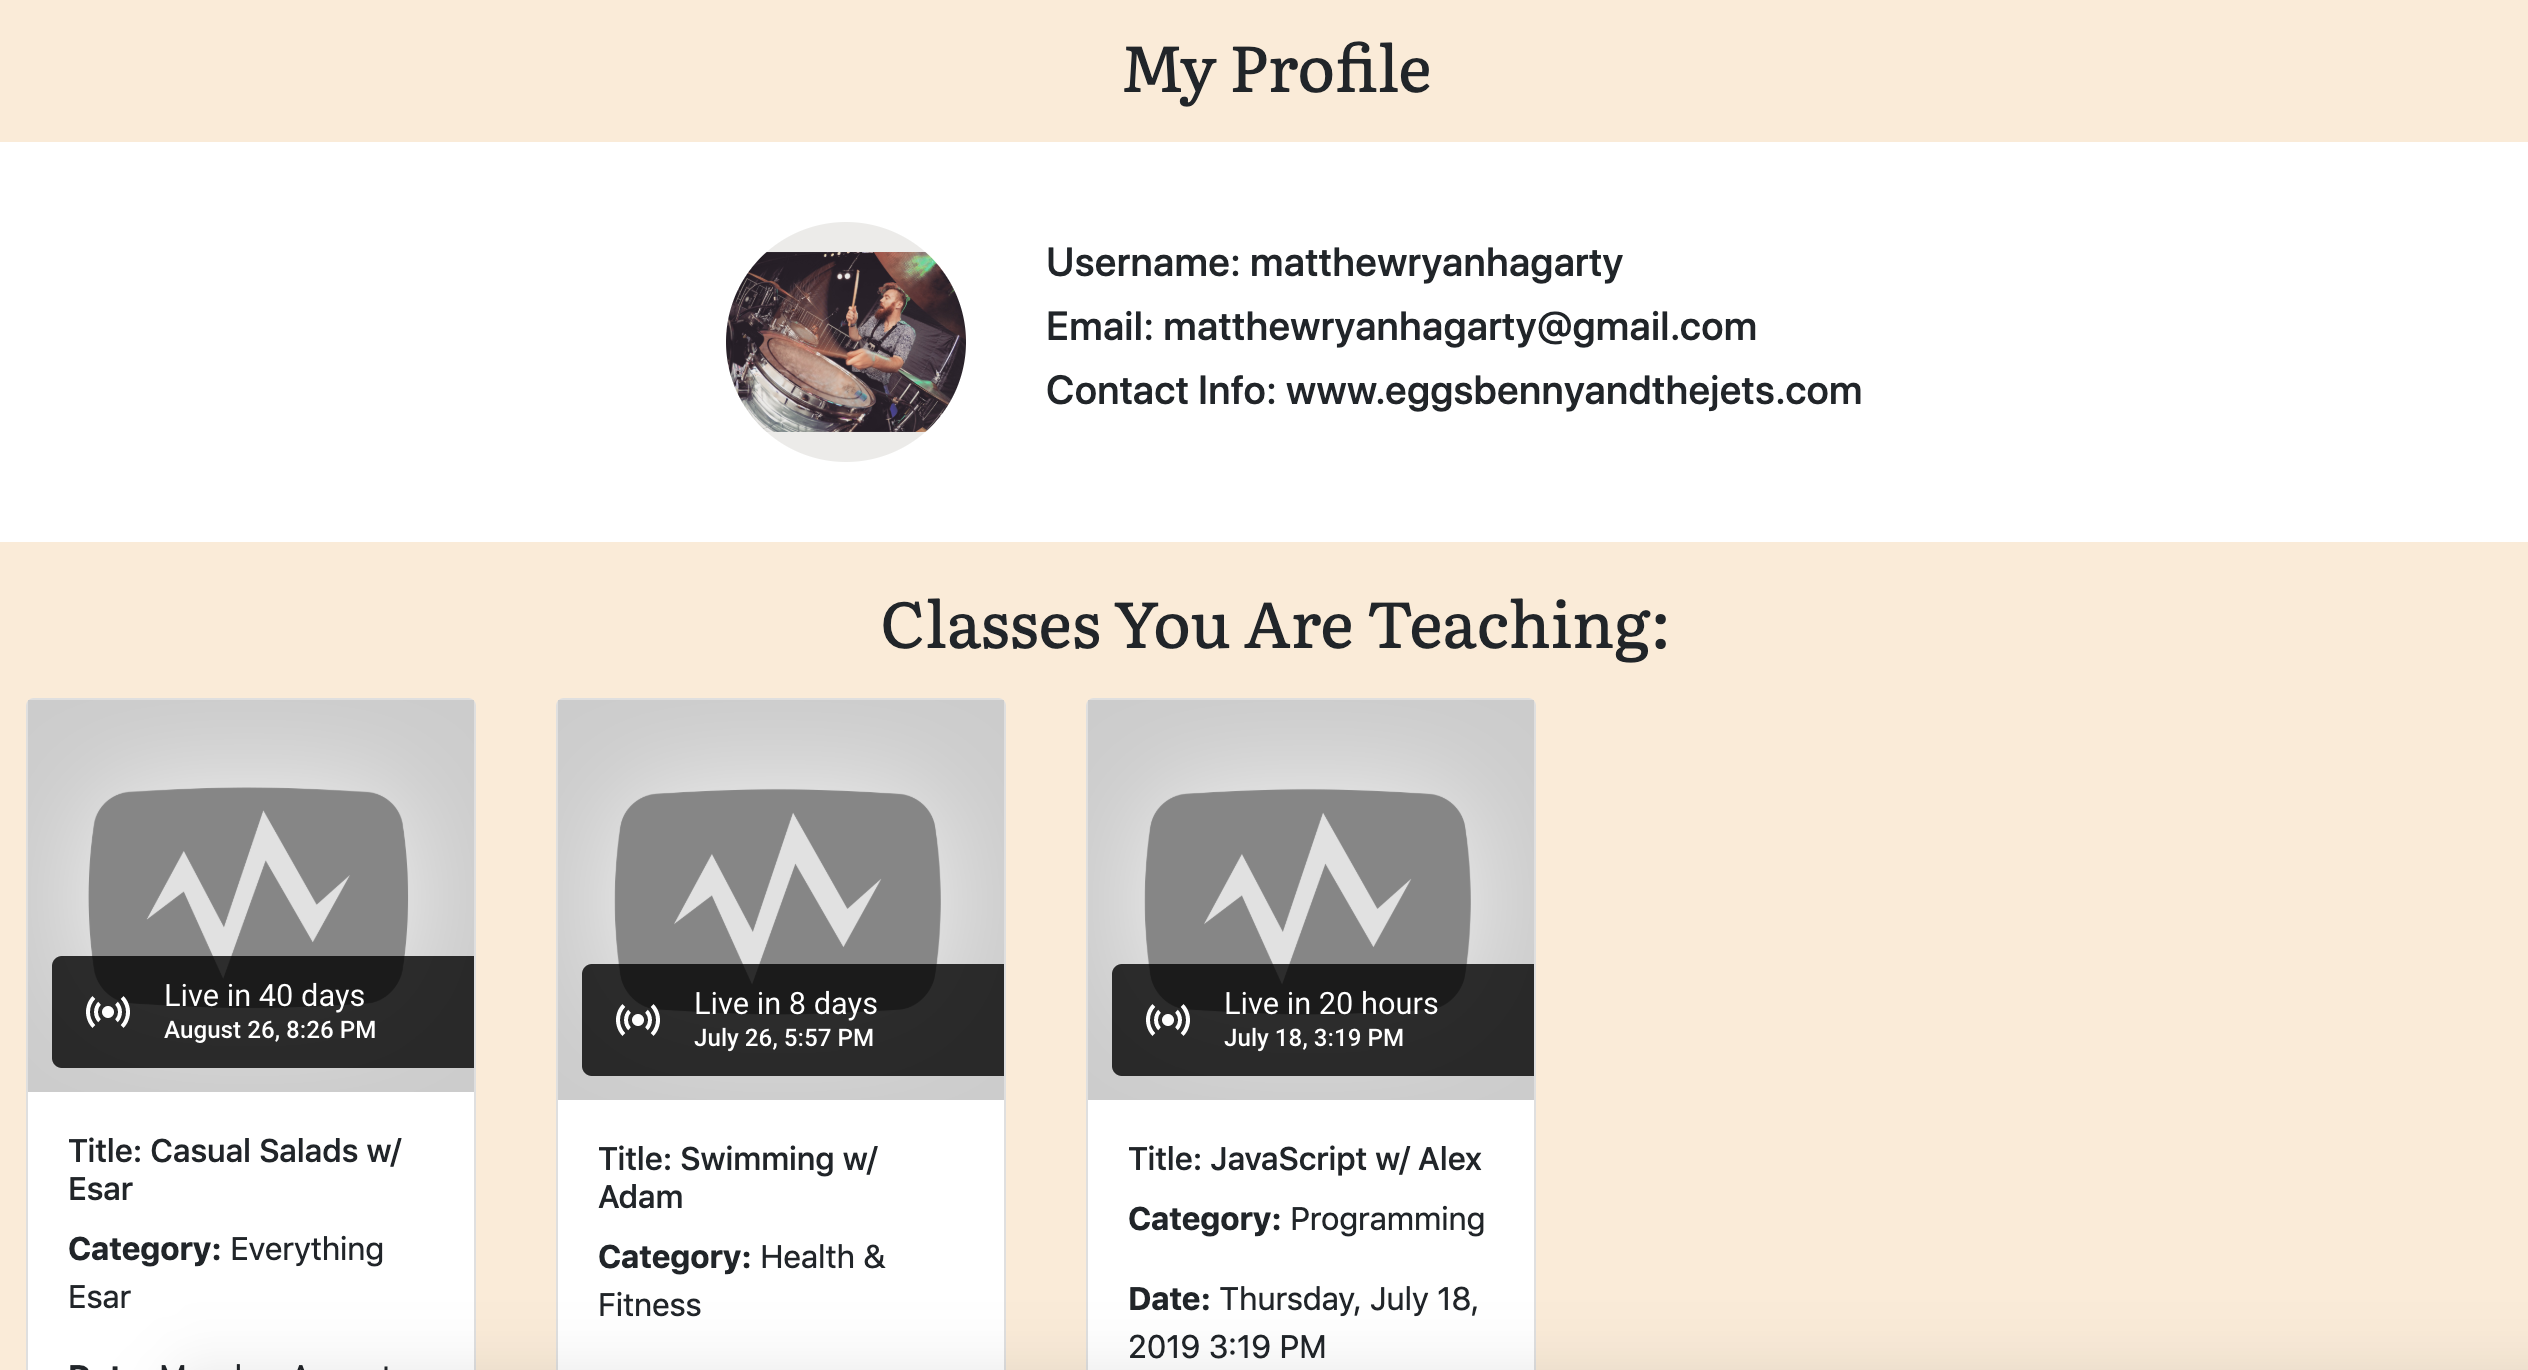 My Profile
Username: matthewryanhagarty
Email: matthewryanhagarty@gmail.com
Contact Info: www.eggsbennyandthejets.com
Classes You Are Teaching:
Live in 40 days
August 26, 8:26 PM
Title: Casual Salads w/
Esar
Category: Everything
Esar
Live in 8 days
July 26, 5:57 PM
Title: Swimming w/
Adam
Category: Health &
Fitness
Live in 20 hours
July 18, 3:19 PM
Title: JavaScript w/ Alex
Category: Programming
Date: Thursday, July 18,
2019 3:19 PM